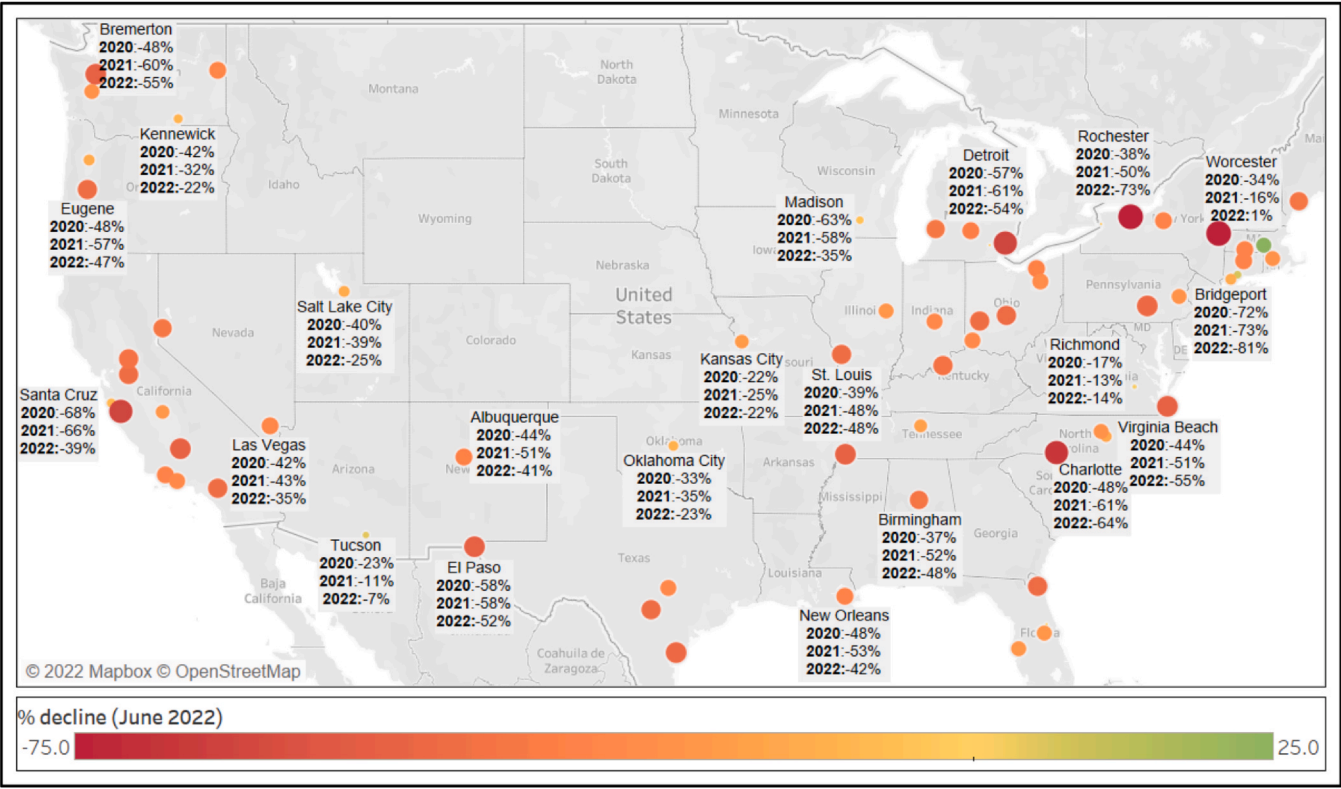 Bremerton
2020:-48%
2021:-60%
2022:-55%
North
Dakota
Montana
Minnesota
Kennewick
2020:-42%
2021:-32%
2022:-22%
Rochester
2020:-38%
2021:-50%
2022:-73%
Detroit
2020:-57%
2021:-61%
2022:-54%
Worcester
2020:-34%
2021:-16%
2022:1%
South
Dakota
Wisconsin
Idaho
Eugene
2020:-48%
2021:-57%
2022:-47%
Madison
2020:-63%
2021:-58%
2022:-35%
Wyoming
Nebraska
Salt Lake City
2020:-40%
2021:-39%
2022:-25%
United
States
Pennsylvania
Bridgeport
2020:-72%
2021:-73%
2022:-81%
Illinoi
Indiana
Ohio
MD
DE
Nevada
Colorado
Kansas
Kansas City
2020:-22%
2021:-25%
2022:-22%
souri
St. Louis
2020:-39%
2021:-48%
2022:-48%
Kentucky
Richmond
2020:-17%
2021:-13%
2022:-14%
California
Santa Cruz
2020:-68%
2021:-66%
2022:-39%
Las Vegas
2020:-42%
2021:-43%
2022:-35%
Albuquerque
2020:-44%
2021:-51%
2022:-41%
Arizona
Oklahoma
Oklahoma City
2020:-33%
2021:-35%
2022:-23%
Arkansas
Tennessee
North
Virginia Beach
2020:-44%
2021:-51%
2022:-55%
Charlotte
2020:-48%
2021:-61%
2022:-64%
Mississippi
Birmingham
2020:-37%
2021:-52%
2022:-48%
Georgia
Tucson
2020:-23%
2021:-11%
2022:-7%
El Paso
2020:-58%
2021:-58%
2022:-52%
Texas
Louisiana
Baja
California
New Orleans
2020:-48%
2021:-53%
2022:-42%
Florida
Coahuila de
Zaragoza
© 2022 Mapbox © OpenStreetMap
% decline (June 2022)
-75.0
25.0